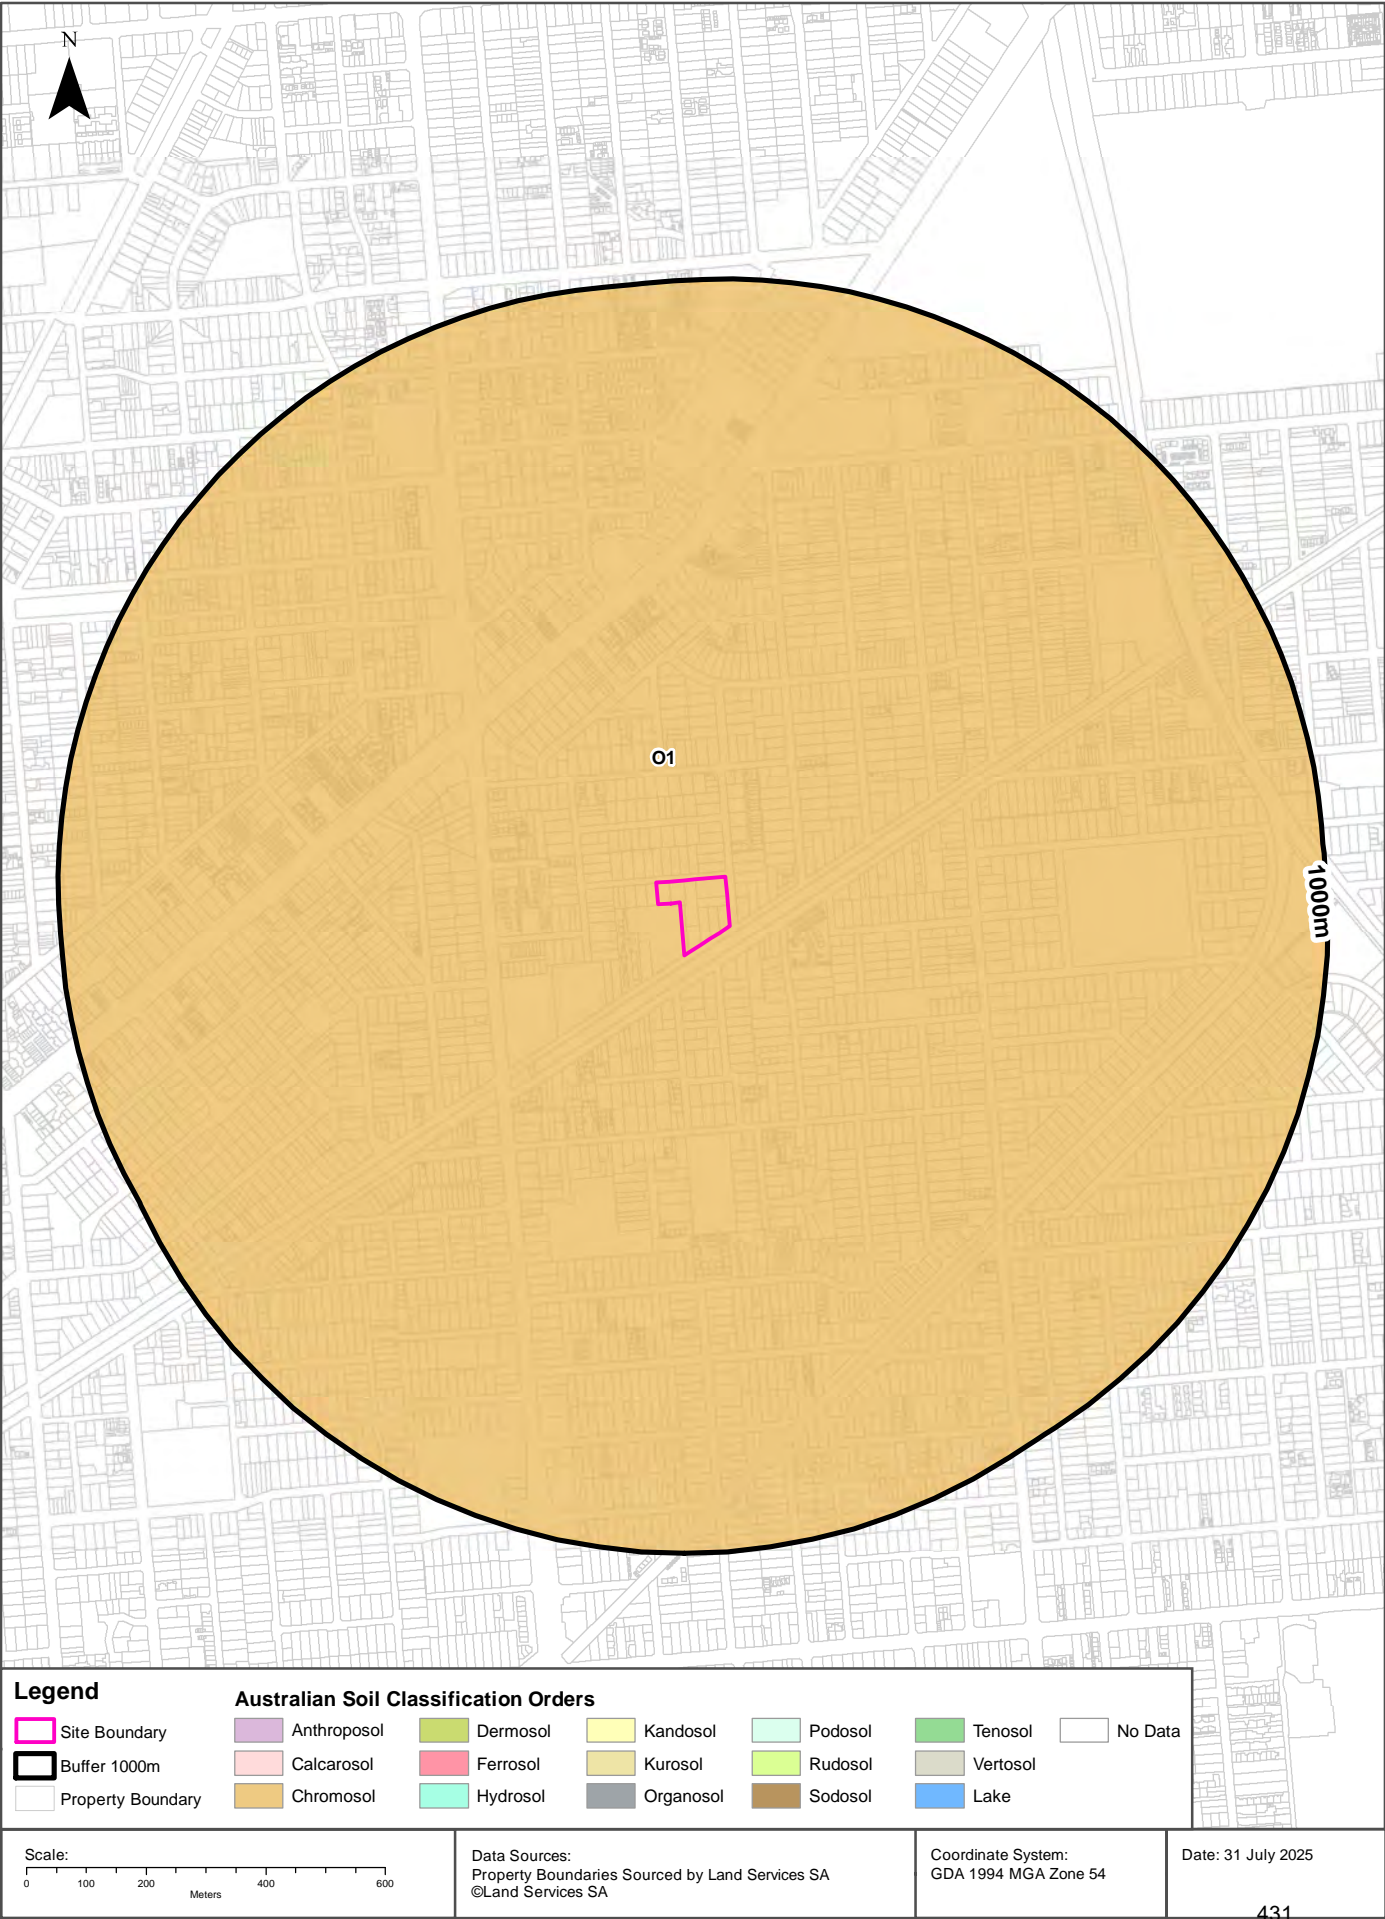 N
O1
1000m
Legend
Site Boundary
Buffer 1000m
Property Boundary
Australian Soil Classification Orders
Anthroposol
Calcarosol
Chromosol
Dermosol
Ferrosol
Hydrosol
Kandosol
Kurosol
Organosol
Podosol
Rudosol
Sodosol
Tenosol
Vertosol
Lake
No Data
Scale:
0 100 200 400 600
Meters
Data Sources:
Property Boundaries Sourced by Land Services SA
©Land Services SA
Coordinate System:
GDA 1994 MGA Zone 54
Date: 31 July 2025
431